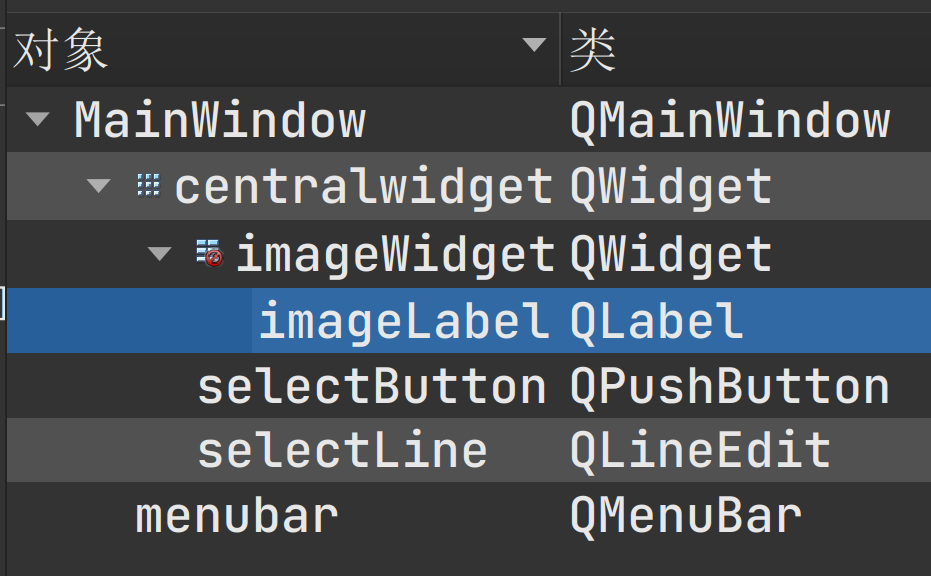 对象 类
MainWindow QMainWindow
centralwidget QWidget
imageWidget QWidget
imageLabel QLabel
selectButton QPushButton
selectLine QLineEdit
menubar QMenuBar